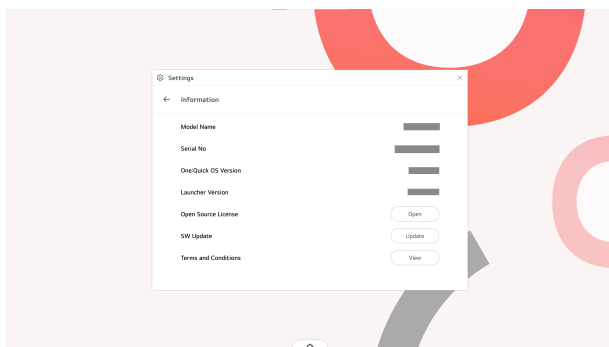 Settings
Information
Model Name
Serial No
One:Quick OS Version
Launcher Version
Open Source License Open
SW Update Update
Terms and Conditions View